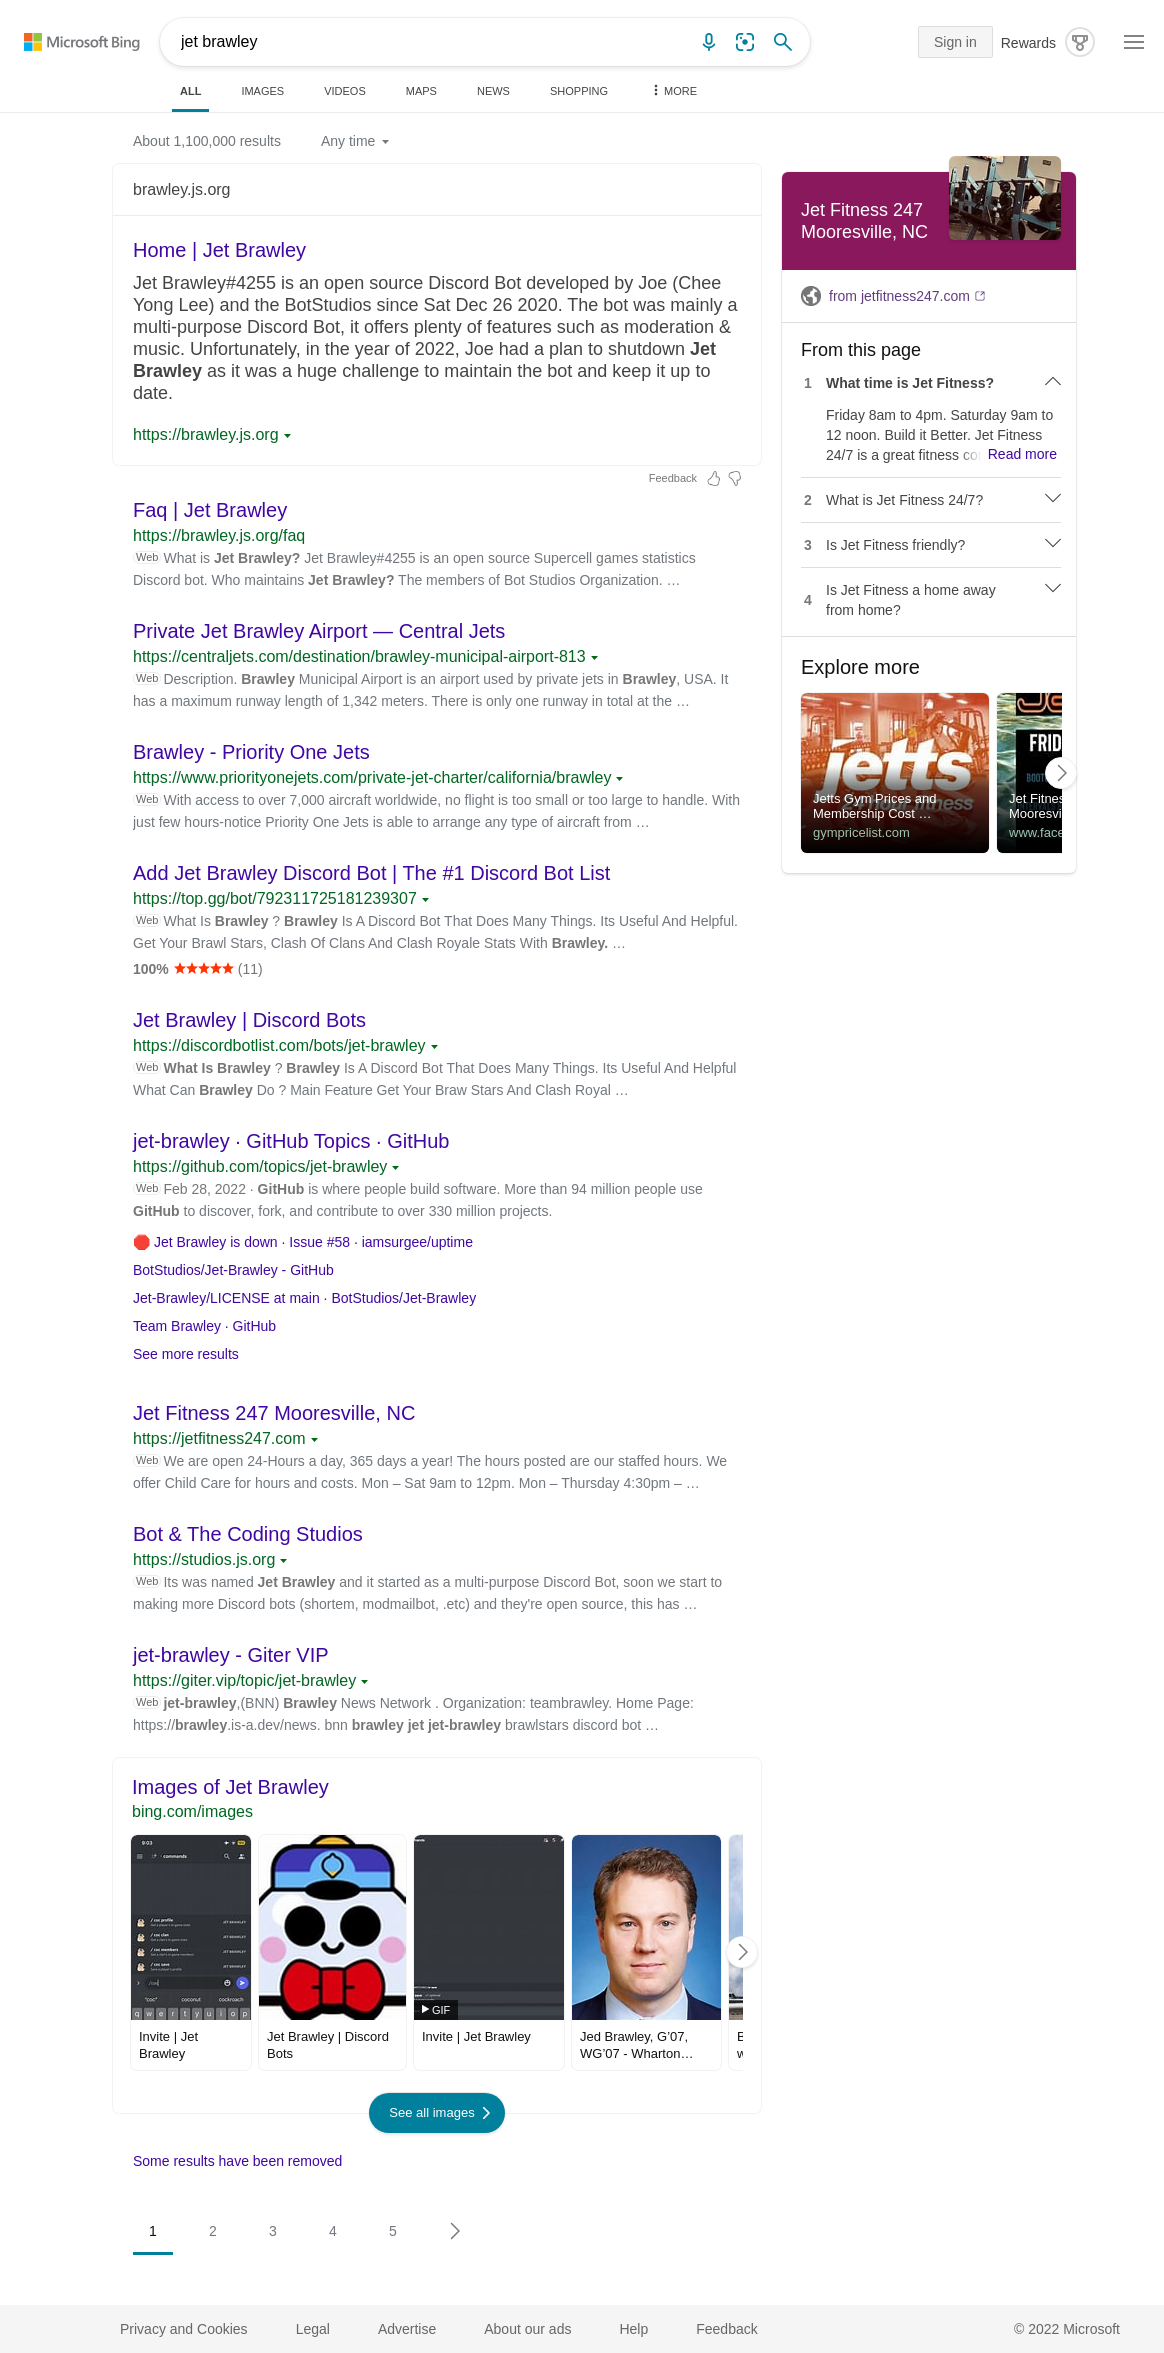 Microsoft Bing
jet brawley
Sign in
Rewards
ALL
IMAGES
VIDEOS
MAPS
NEWS
SHOPPING
MORE
About 1,100,000 results
Any time
brawley.js.org
Home | Jet Brawley
Jet Brawley#4255 is an open source Discord Bot developed by Joe (Chee
Yong Lee) and the BotStudios since Sat Dec 26 2020. The bot was mainly a
multi-purpose Discord Bot, it offers plenty of features such as moderation &
music. Unfortunately, in the year of 2022, Joe had a plan to shutdown Jet
Brawley as it was a huge challenge to maintain the bot and keep it up to
date.
https://brawley.js.org
Feedback
Faq | Jet Brawley
https://brawley.js.org/faq
Web What is Jet Brawley? Jet Brawley#4255 is an open source Supercell games statistics
Discord bot. Who maintains Jet Brawley? The members of Bot Studios Organization. …
Private Jet Brawley Airport — Central Jets
https://centraljets.com/destination/brawley-municipal-airport-813
Web Description. Brawley Municipal Airport is an airport used by private jets in Brawley, USA. It
has a maximum runway length of 1,342 meters. There is only one runway in total at the …
Brawley - Priority One Jets
https://www.priorityonejets.com/private-jet-charter/california/brawley
Web With access to over 7,000 aircraft worldwide, no flight is too small or too large to handle. With
just few hours-notice Priority One Jets is able to arrange any type of aircraft from …
Add Jet Brawley Discord Bot | The #1 Discord Bot List
https://top.gg/bot/792311725181239307
Web What Is Brawley ? Brawley Is A Discord Bot That Does Many Things. Its Useful And Helpful.
Get Your Brawl Stars, Clash Of Clans And Clash Royale Stats With Brawley. …
100% ★★★★★ (11)
Jet Brawley | Discord Bots
https://discordbotlist.com/bots/jet-brawley
Web What Is Brawley ? Brawley Is A Discord Bot That Does Many Things. Its Useful And Helpful
What Can Brawley Do ? Main Feature Get Your Braw Stars And Clash Royal …
jet-brawley · GitHub Topics · GitHub
https://github.com/topics/jet-brawley
Web Feb 28, 2022 · GitHub is where people build software. More than 94 million people use
GitHub to discover, fork, and contribute to over 330 million projects.
🛑 Jet Brawley is down · Issue #58 · iamsurgee/uptime
BotStudios/Jet-Brawley - GitHub
Jet-Brawley/LICENSE at main · BotStudios/Jet-Brawley
Team Brawley · GitHub
See more results
Jet Fitness 247 Mooresville, NC
https://jetfitness247.com
Web We are open 24-Hours a day, 365 days a year! The hours posted are our staffed hours. We
offer Child Care for hours and costs. Mon – Sat 9am to 12pm. Mon – Thursday 4:30pm – …
Bot & The Coding Studios
https://studios.js.org
Web Its was named Jet Brawley and it started as a multi-purpose Discord Bot, soon we start to
making more Discord bots (shortem, modmailbot, .etc) and they're open source, this has …
jet-brawley - Giter VIP
https://giter.vip/topic/jet-brawley
Web jet-brawley,(BNN) Brawley News Network . Organization: teambrawley. Home Page:
https://brawley.is-a.dev/news. bnn brawley jet jet-brawley brawlstars discord bot …
Images of Jet Brawley
bing.com/images
9:03
commands
/ coc profile
JET BRAWLEY
/ coc clan
JET BRAWLEY
/ coc members
JET BRAWLEY
/ coc save
JET BRAWLEY
/coc
"coc" coconut cockroach
q w e r t y u i o p
GIF
Invite | Jet
Brawley
Jet Brawley | Discord
Bots
Invite | Jet Brawley
Jed Brawley, G'07,
WG'07 - Wharton…
See all images
Some results have been removed
1
2
3
4
5
Jet Fitness 247
Mooresville, NC
from jetfitness247.com
From this page
1 What time is Jet Fitness?
Friday 8am to 4pm. Saturday 9am to
12 noon. Build it Better. Jet Fitness
24/7 is a great fitness co Read more
2 What is Jet Fitness 24/7?
3 Is Jet Fitness friendly?
4 Is Jet Fitness a home away
from home?
Explore more
jetts
24 hour fitness
Jetts Gym Prices and
Membership Cost …
gympricelist.com
FRID
BOOT
Jet Fitnes
Mooresvi
www.face
Privacy and Cookies
Legal
Advertise
About our ads
Help
Feedback
© 2022 Microsoft